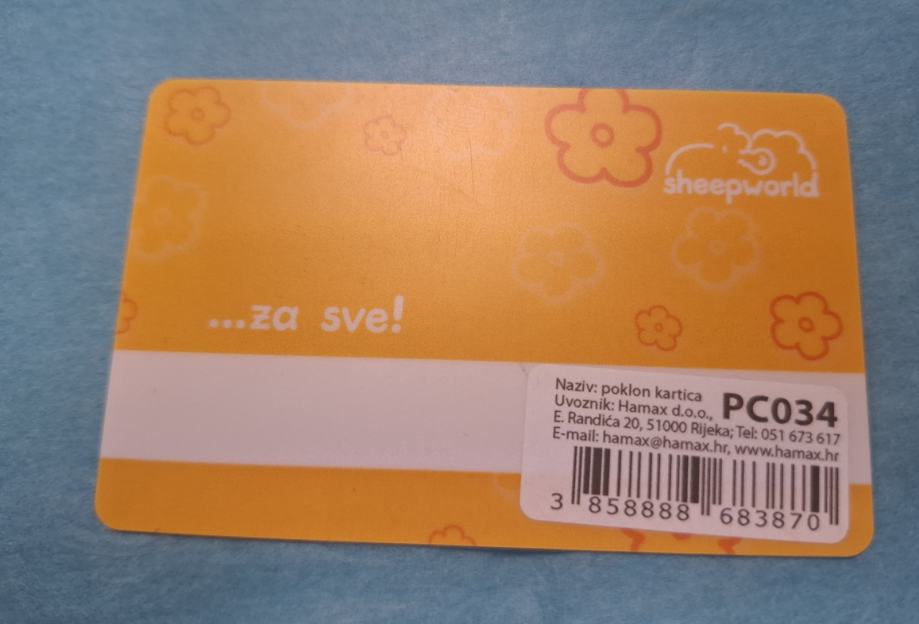 sheepworld
...za sve!
Naziv: poklon kartica
PC034
Uvoznik: Hamax d.o.o.,
E. Randića 20, 51000 Rijeka; Tel: 051 673 617
E-mail: hamax@hamax.hr, www.hamax.hr
3 858888 683870